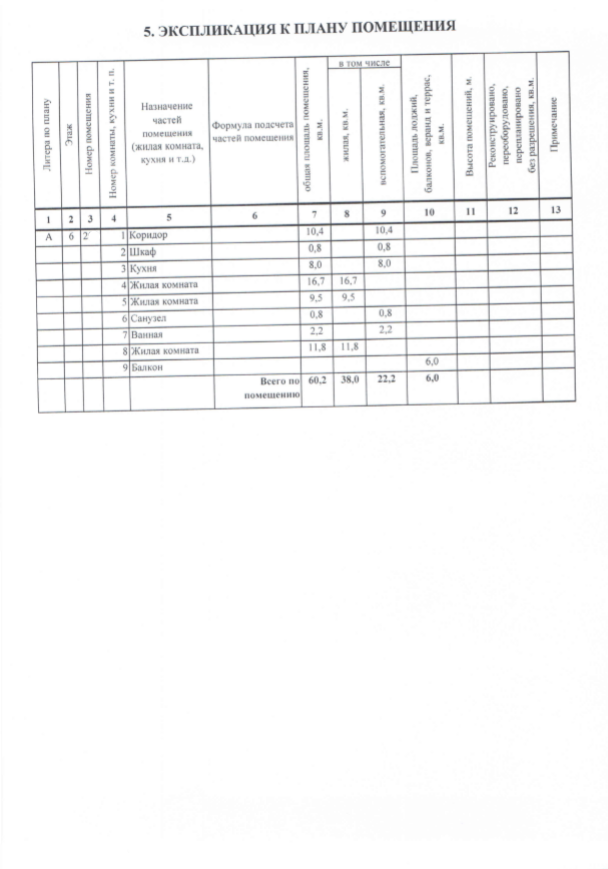 5. ЭКСПЛИКАЦИЯ К ПЛАНУ ПОМЕЩЕНИЯ
Литера по плану
Этаж
Номер помещения
Номер комнаты, кухни и т. п.
Назначение
частей
помещения
(жилая комната,
кухня и т.д.)
Формула подсчета
частей помещения
общая площадь помещения,
кв.м.
в том числе
жилая, кв.м.
вспомогательная, кв.м.
Площадь лоджий,
балконов, веранд и террас,
кв.м.
Высота помещений, м.
Реконструировано,
переоборудовано,
перепланировано
без разрешения, кв.м.
Примечание
1 2 3 4 5 6 7 8 9 10 11 12 13
А 6 2 1 Коридор 10,4 10,4
2 Шкаф 0,8 0,8
3 Кухня 8,0 8,0
4 Жилая комната 16,7 16,7
5 Жилая комната 9,5 9,5
6 Санузел 0,8 0,8
7 Ванная 2,2 2,2
8 Жилая комната 11,8 11,8
9 Балкон 6,0
Всего по 60,2 38,0 22,2 6,0
помещению